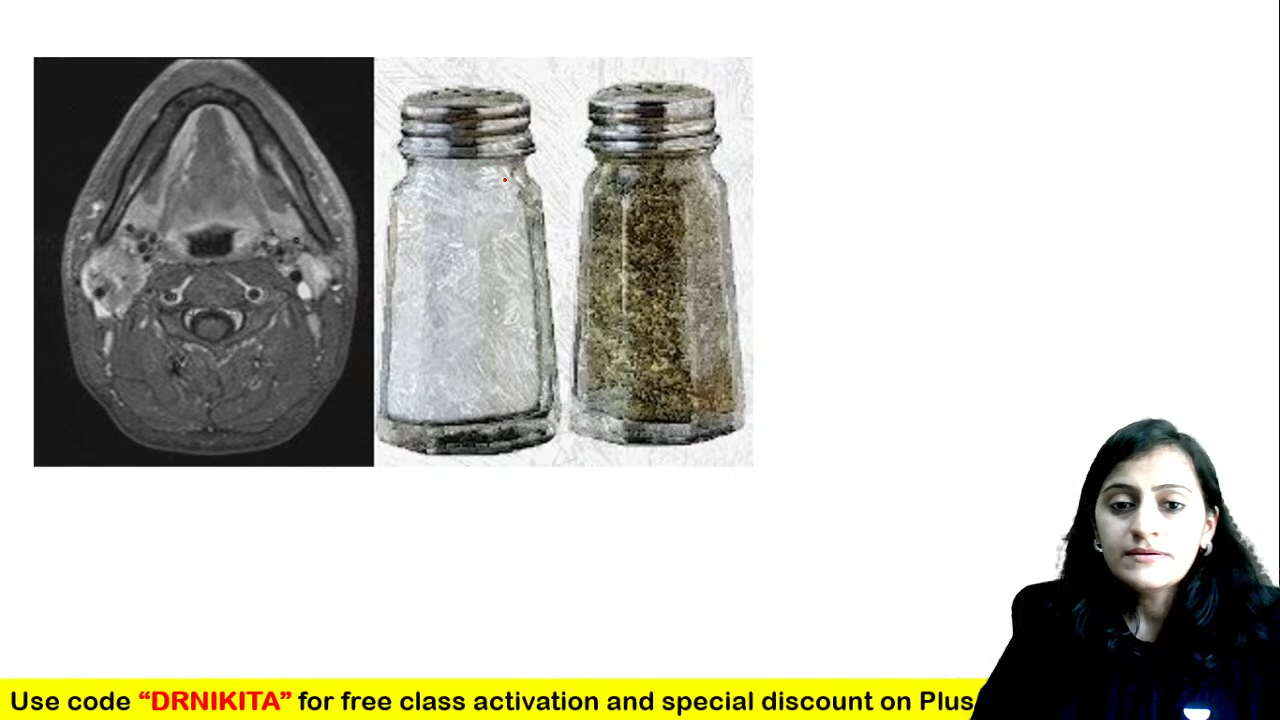 Use code “DRNIKITA” for free class activation and special discount on Plus